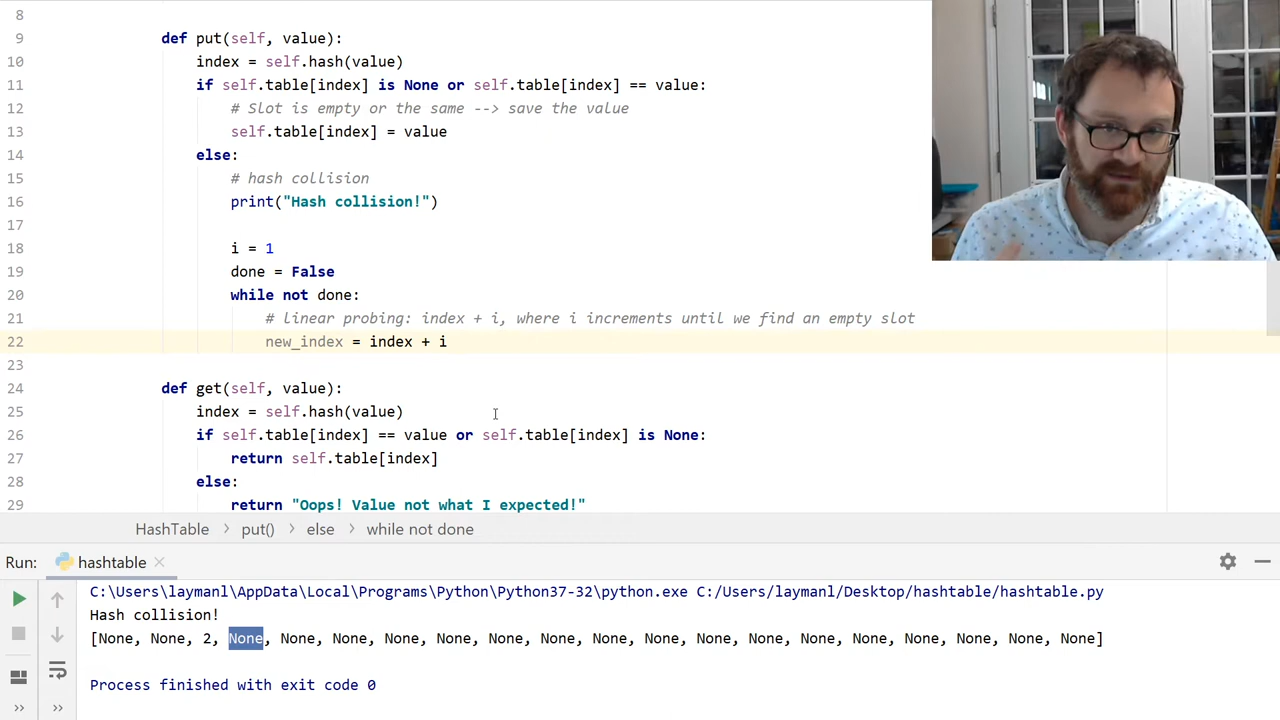 8
9 def put(self, value):
10 index = self.hash(value)
11 if self.table[index] is None or self.table[index] == value:
12 # Slot is empty or the same --> save the value
13 self.table[index] = value
14 else:
15 # hash collision
16 print("Hash collision!")
17
18 i = 1
19 done = False
20 while not done:
21 # linear probing: index + i, where i increments until we find an empty slot
22 new_index = index + i
23
24 def get(self, value):
25 index = self.hash(value)
26 if self.table[index] == value or self.table[index] is None:
27 return self.table[index]
28 else:
29 return "Oops! Value not what I expected!"
HashTable > put() > else > while not done
Run: hashtable
C:\Users\laymanl\AppData\Local\Programs\Python\Python37-32\python.exe C:/Users/laymanl/Desktop/hashtable/hashtable.py
Hash collision!
[None, None, 2, None, None, None, None, None, None, None, None, None, None, None, None, None, None, None, None, None]
Process finished with exit code 0